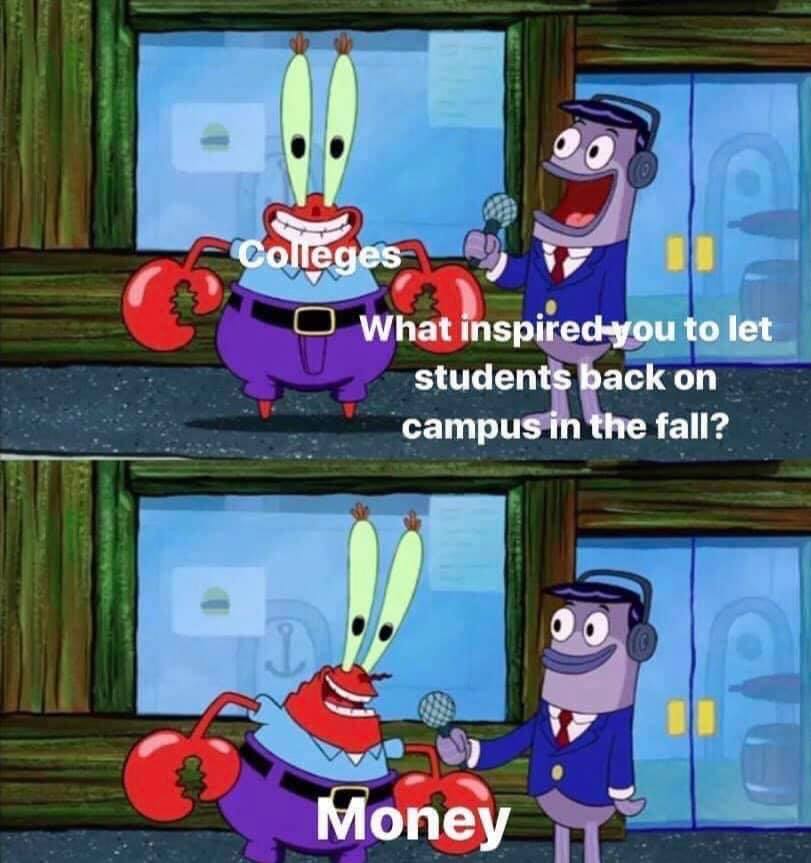 Colleges
What inspired you to let
students back on
campus in the fall?
Money